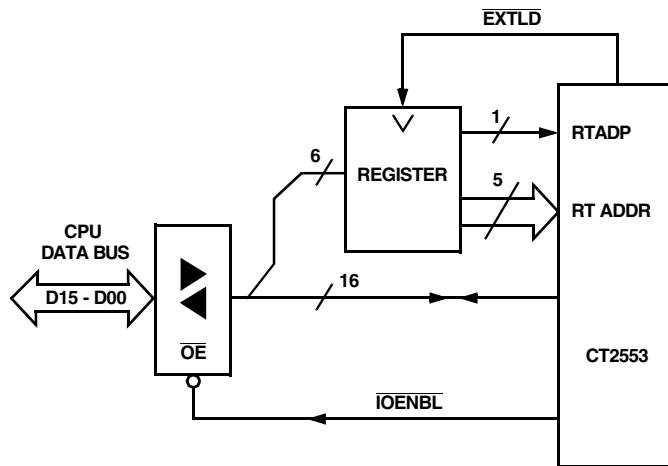 EXTLD
1
RTADP
6
REGISTER
5
RT ADDR
CPU
DATA BUS
D15 - D00
16
OE
CT2553
IOENBL